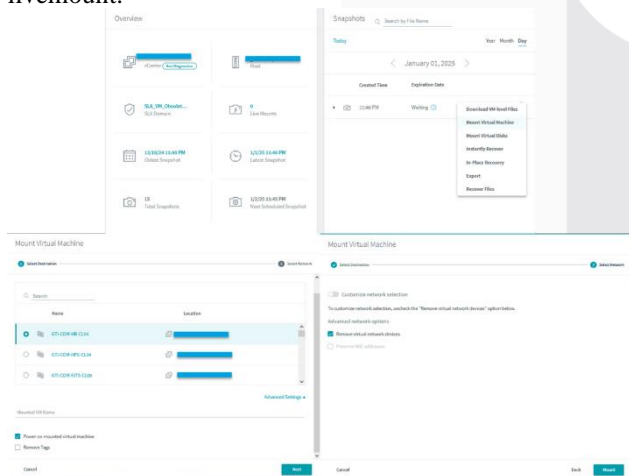 livemount.
Overview
vCenter
Host
SLA_VM_Obsolet...
SLA Domain
0
Live Mounts
12/19/24 11:46 PM
Oldest Snapshot
1/1/25 11:46 PM
Latest Snapshot
13
Total Snapshots
1/2/25 11:45 PM
Next Scheduled Snapshot
Snapshots
Search by File Name
Today
Year Month Day
January 01, 2025
Created Time Expiration Date
11:46 PM Waiting
Download VM-level Files
Mount Virtual Machine
Mount Virtual Disks
Instantly Recover
In-Place Recovery
Export
Recover Files
Mount Virtual Machine
Select Destination
Select Network
Search
Name Location
Advanced Settings
Mounted VM Name
Power on mounted virtual machine
Remove Tags
Cancel Next
Mount Virtual Machine
Select Destination
Select Network
Customize network selection
To customize network selection, uncheck the "Remove virtual network devices" option below.
Advanced network options
Remove virtual network devices
Preserve MAC addresses
Cancel Back Mount